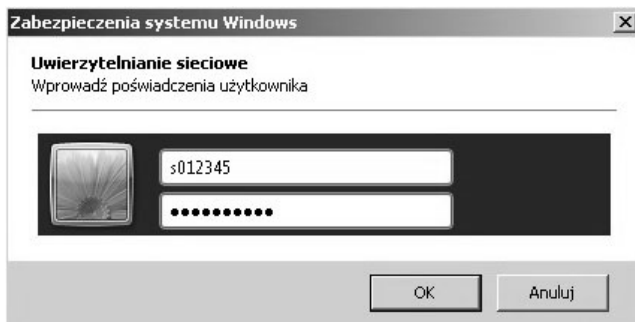 Zabezpieczenia systemu Windows
Uwierzytelnianie sieciowe
Wprowadź poświadczenia użytkownika
s012345
●●●●●●●●●●
OK
Anuluj